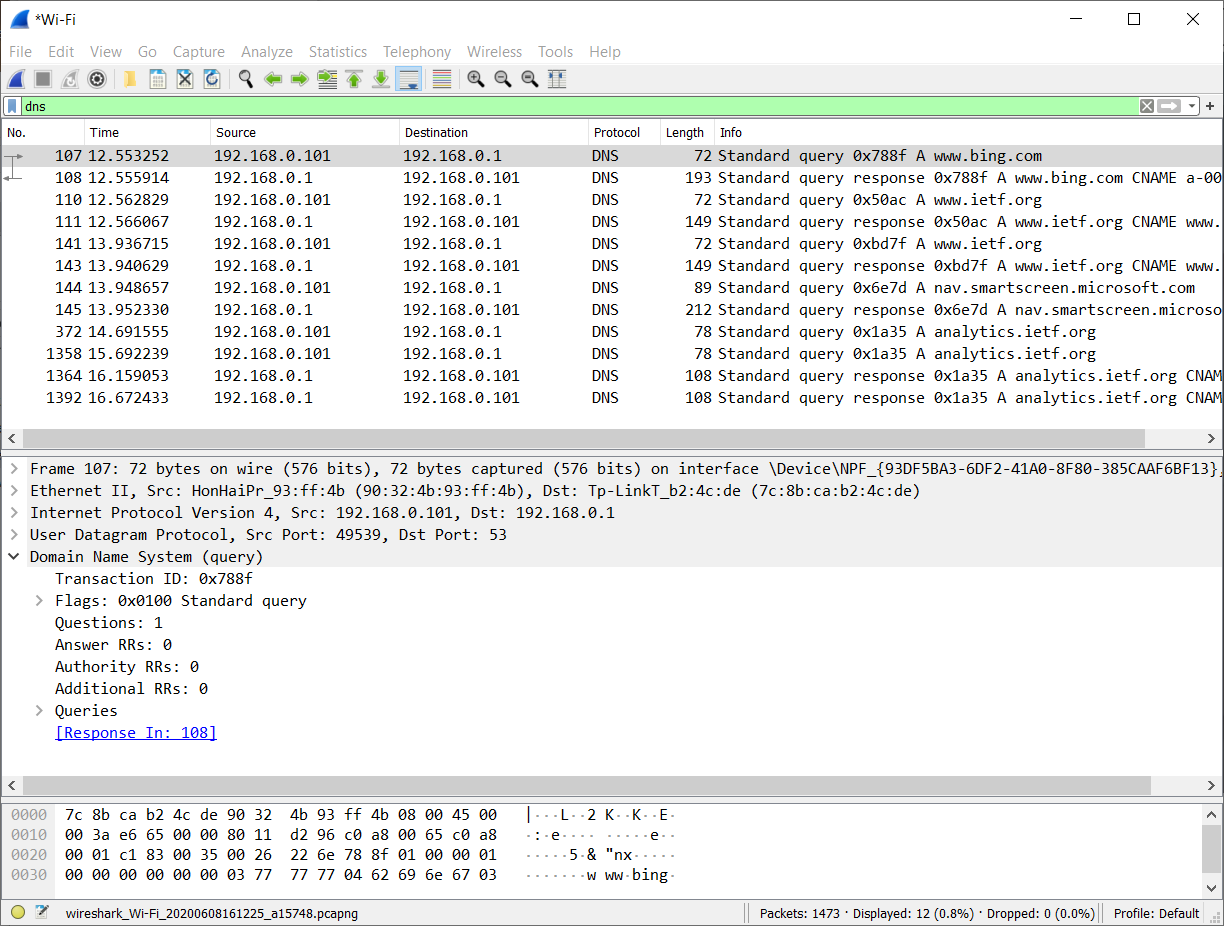 *Wi-Fi
File Edit View Go Capture Analyze Statistics Telephony Wireless Tools Help
dns
No. Time Source Destination Protocol Length Info
107 12.553252 192.168.0.101 192.168.0.1 DNS 72 Standard query 0x788f A www.bing.com
108 12.555914 192.168.0.1 192.168.0.101 DNS 193 Standard query response 0x788f A www.bing.com CNAME a-00
110 12.562829 192.168.0.101 192.168.0.1 DNS 72 Standard query 0x50ac A www.ietf.org
111 12.566067 192.168.0.1 192.168.0.101 DNS 149 Standard query response 0x50ac A www.ietf.org CNAME www.
141 13.936715 192.168.0.101 192.168.0.1 DNS 72 Standard query 0xbd7f A www.ietf.org
143 13.940629 192.168.0.1 192.168.0.101 DNS 149 Standard query response 0xbd7f A www.ietf.org CNAME www.
144 13.948657 192.168.0.101 192.168.0.1 DNS 89 Standard query 0x6e7d A nav.smartscreen.microsoft.com
145 13.952330 192.168.0.1 192.168.0.101 DNS 212 Standard query response 0x6e7d A nav.smartscreen.microso
372 14.691555 192.168.0.101 192.168.0.1 DNS 78 Standard query 0x1a35 A analytics.ietf.org
1358 15.692239 192.168.0.101 192.168.0.1 DNS 78 Standard query 0x1a35 A analytics.ietf.org
1364 16.159053 192.168.0.1 192.168.0.101 DNS 108 Standard query response 0x1a35 A analytics.ietf.org CNAM
1392 16.672433 192.168.0.1 192.168.0.101 DNS 108 Standard query response 0x1a35 A analytics.ietf.org CNAM
Frame 107: 72 bytes on wire (576 bits), 72 bytes captured (576 bits) on interface \Device\NPF_{93DF5BA3-6DF2-41A0-8F80-385CAAF6BF13},
Ethernet II, Src: HonHaiPr_93:ff:4b (90:32:4b:93:ff:4b), Dst: Tp-LinkT_b2:4c:de (7c:8b:ca:b2:4c:de)
Internet Protocol Version 4, Src: 192.168.0.101, Dst: 192.168.0.1
User Datagram Protocol, Src Port: 49539, Dst Port: 53
Domain Name System (query)
Transaction ID: 0x788f
Flags: 0x0100 Standard query
Questions: 1
Answer RRs: 0
Authority RRs: 0
Additional RRs: 0
Queries
[Response In: 108]
0000 7c 8b ca b2 4c de 90 32 4b 93 ff 4b 08 00 45 00 |···L··2 K··K··E·
0010 00 3a e6 65 00 00 80 11 d2 96 c0 a8 00 65 c0 a8 ·:·e···· ·····e··
0020 00 01 c1 83 00 35 00 26 22 6e 78 8f 01 00 00 01 ·····5·& "nx·····
0030 00 00 00 00 00 00 03 77 77 77 04 62 69 6e 67 03 ·······w ww·bing·
wireshark_Wi-Fi_20200608161225_a15748.pcapng Packets: 1473 · Displayed: 12 (0.8%) · Dropped: 0 (0.0%) Profile: Default